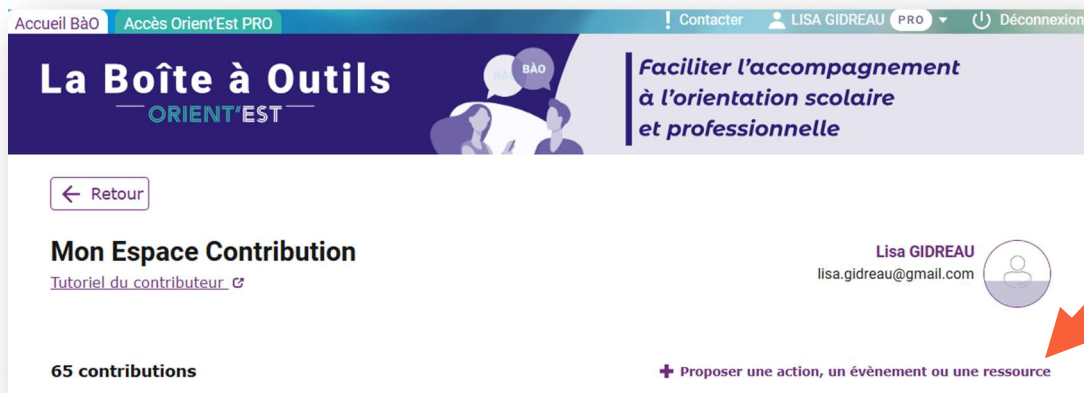 Accueil BàO Accès Orient'Est PRO ! Contacter LISA GIDREAU PRO Déconnexion
La Boîte à Outils
ORIENT'EST
BÀO
Faciliter l'accompagnement
à l'orientation scolaire
et professionnelle
← Retour
Mon Espace Contribution
Tutoriel du contributeur
Lisa GIDREAU
lisa.gidreau@gmail.com
65 contributions
+ Proposer une action, un évènement ou une ressource